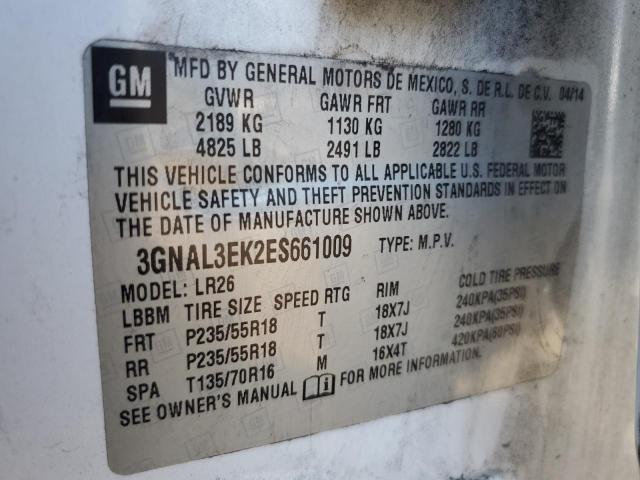 GM
MFD BY GENERAL MOTORS DE MEXICO, S. DE R.L. DE C.V. 04/14
GVWR GAWR FRT GAWR RR
2189 KG 1130 KG 1280 KG
4825 LB 2491 LB 2822 LB
THIS VEHICLE CONFORMS TO ALL APPLICABLE U.S. FEDERAL MOTOR
VEHICLE SAFETY AND THEFT PREVENTION STANDARDS IN EFFECT ON
THE DATE OF MANUFACTURE SHOWN ABOVE.
3GNAL3EK2ES661009 TYPE: M.P.V.
MODEL: LR26
LBBM TIRE SIZE SPEED RTG RIM COLD TIRE PRESSURE
FRT P235/55R18 T 18X7J 240KPA(35PSI)
RR P235/55R18 T 18X7J 240KPA(35PSI)
SPA T135/70R16 M 16X4T 420KPA(60PSI)
SEE OWNER'S MANUAL FOR MORE INFORMATION.